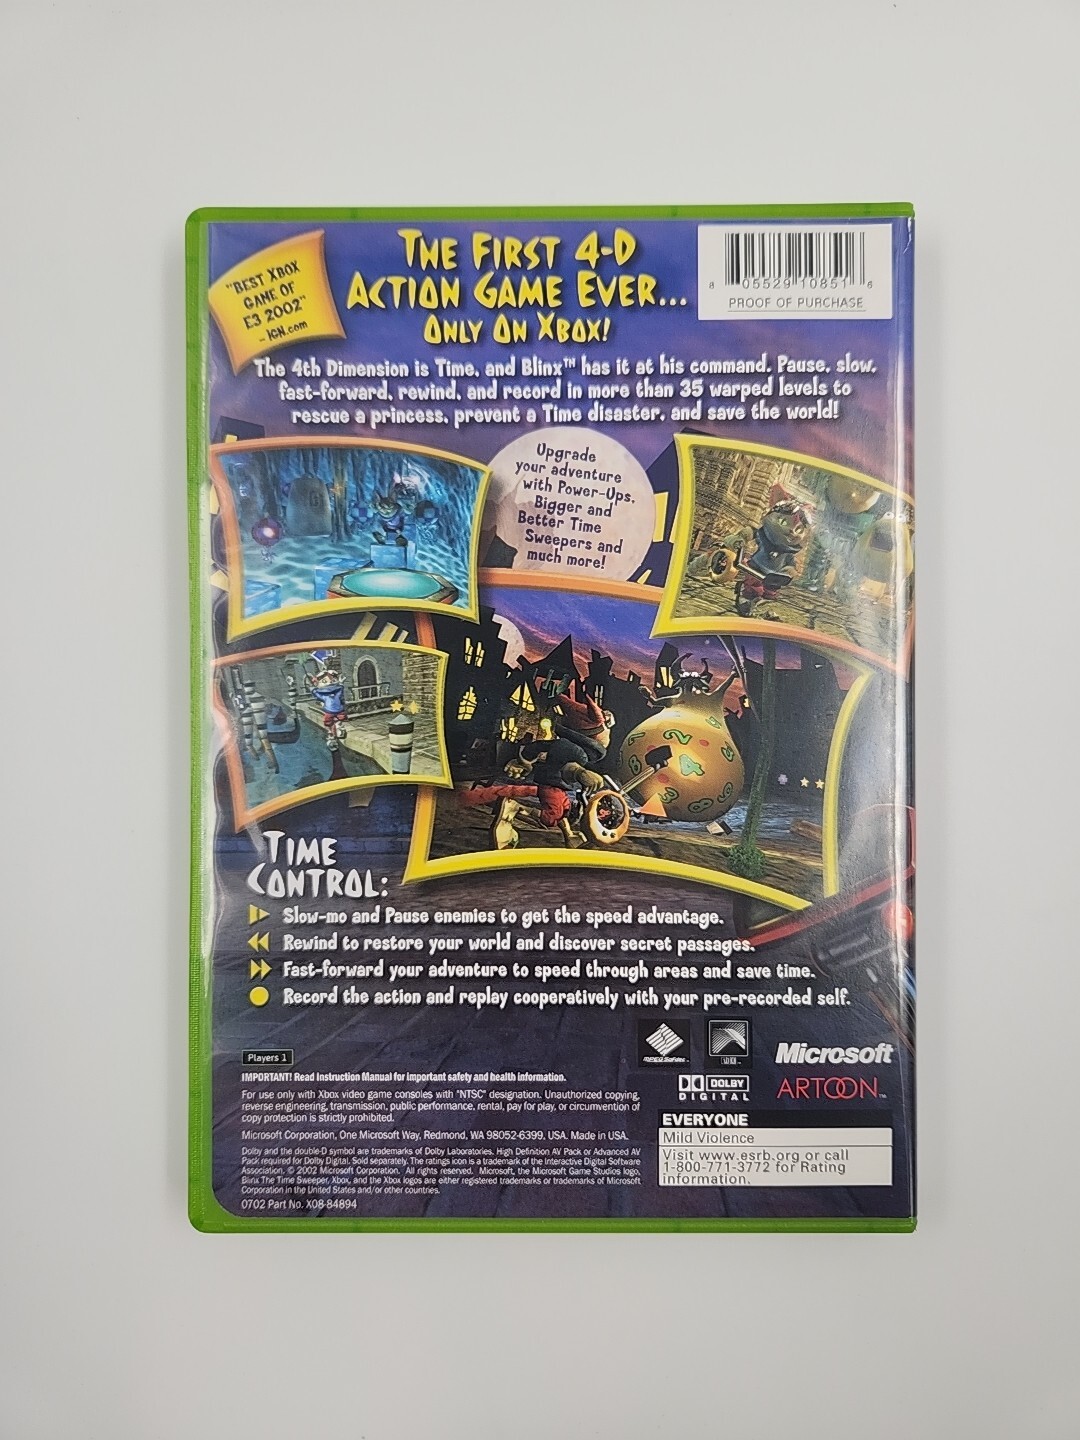 "BEST XBOX
GAME OF
E3 2002"
– IGN.com
THE FIRST 4-D
ACTION GAME EVER...
ONLY ON XBOX!
8 05529 10851 6
PROOF OF PURCHASE
The 4th Dimension is Time, and Blinx™ has it at his command. Pause, slow,
fast-forward, rewind, and record in more than 35 warped levels to
rescue a princess, prevent a Time disaster, and save the world!
Upgrade
your adventure
with Power-Ups,
Bigger and
Better Time
Sweepers and
much more!
TIME
CONTROL:
Slow-mo and Pause enemies to get the speed advantage.
Rewind to restore your world and discover secret passages.
Fast-forward your adventure to speed through areas and save time.
Record the action and replay cooperatively with your pre-recorded self.
Players 1
IMPORTANT! Read Instruction Manual for important safety and health information.
For use only with Xbox video game consoles with "NTSC" designation. Unauthorized copying,
reverse engineering, transmission, public performance, rental, pay for play, or circumvention of
copy protection is strictly prohibited.
Microsoft Corporation, One Microsoft Way, Redmond, WA 98052-6399, USA. Made in USA.
Dolby and the double-D symbol are trademarks of Dolby Laboratories. High Definition AV Pack or Advanced AV
Pack required for Dolby Digital. Sold separately. The ratings icon is a trademark of the Interactive Digital Software
Association. © 2002 Microsoft Corporation. All rights reserved. Microsoft, the Microsoft Game Studios logo,
Blinx The Time Sweeper, Xbox, and the Xbox logos are either registered trademarks or trademarks of Microsoft
Corporation in the United States and/or other countries.
0702 Part No. X08-84894
Microsoft
DOLBY
DIGITAL
ARTOON™
EVERYONE
Mild Violence
Visit www.esrb.org or call
1-800-771-3772 for Rating
information.